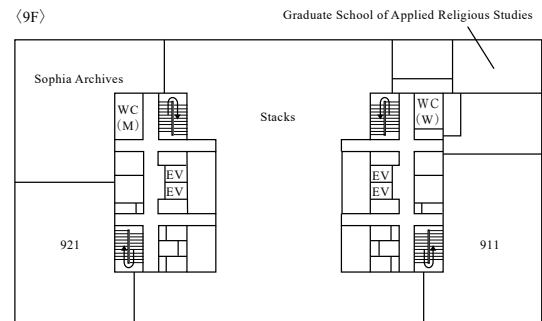 〈9F〉
Graduate School of Applied Religious Studies
Sophia Archives
WC
(M)
Stacks
WC
(W)
EV
EV
EV
EV
921
911